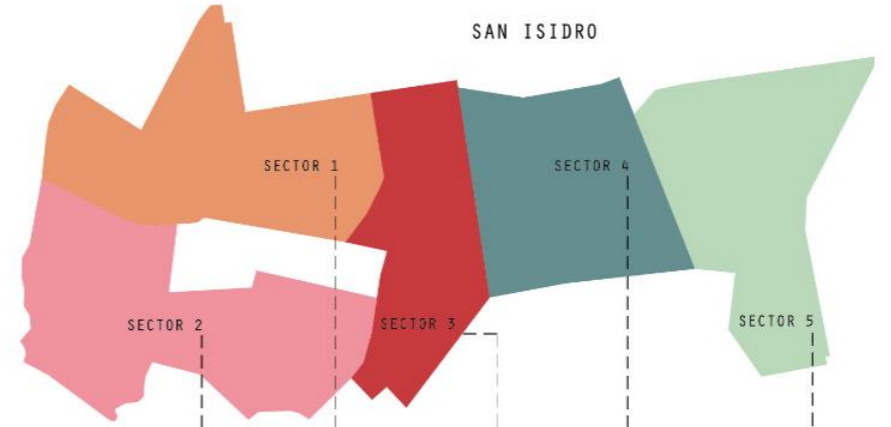 SAN ISIDRO
SECTOR 1
SECTOR 4
SECTOR 2
SECTOR 3
SECTOR 5